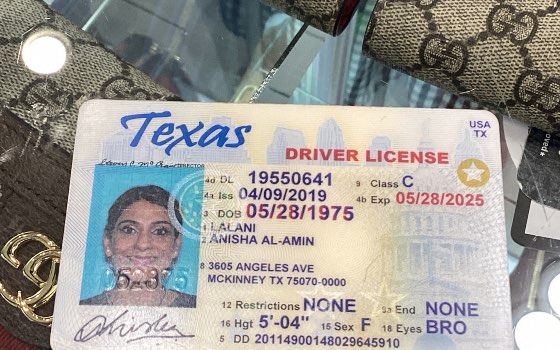 Texas
USA
TX
DIRECTOR
DRIVER LICENSE
4d DL 19550641 9 Class C
4a Iss 04/09/2019 4b Exp 05/28/2025
3 DOB 05/28/1975
1 LALANI
2 ANISHA AL-AMIN
8 3605 ANGELES AVE
MCKINNEY TX 75070-0000
12 Restrictions NONE 9a End NONE
16 Hgt 5'-04" 15 Sex F 18 Eyes BRO
5 DD 20114900148029645910